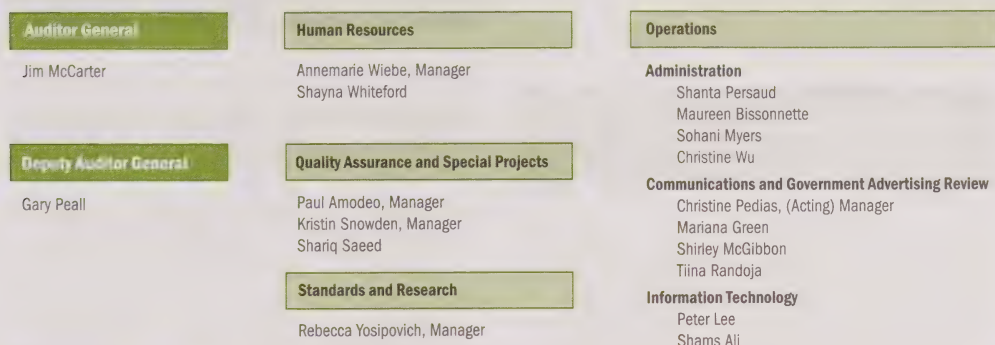 Auditor General
Jim McCarter
Deputy Auditor General
Gary Peall
Human Resources
Annemarie Wiebe, Manager
Shayna Whiteford
Quality Assurance and Special Projects
Paul Amodeo, Manager
Kristin Snowden, Manager
Shariq Saeed
Standards and Research
Rebecca Yosipovich, Manager
Operations
Administration
Shanta Persaud
Maureen Bissonnette
Sohani Myers
Christine Wu
Communications and Government Advertising Review
Christine Pedias, (Acting) Manager
Mariana Green
Shirley McGibbon
Tiina Randoja
Information Technology
Peter Lee
Shams Ali